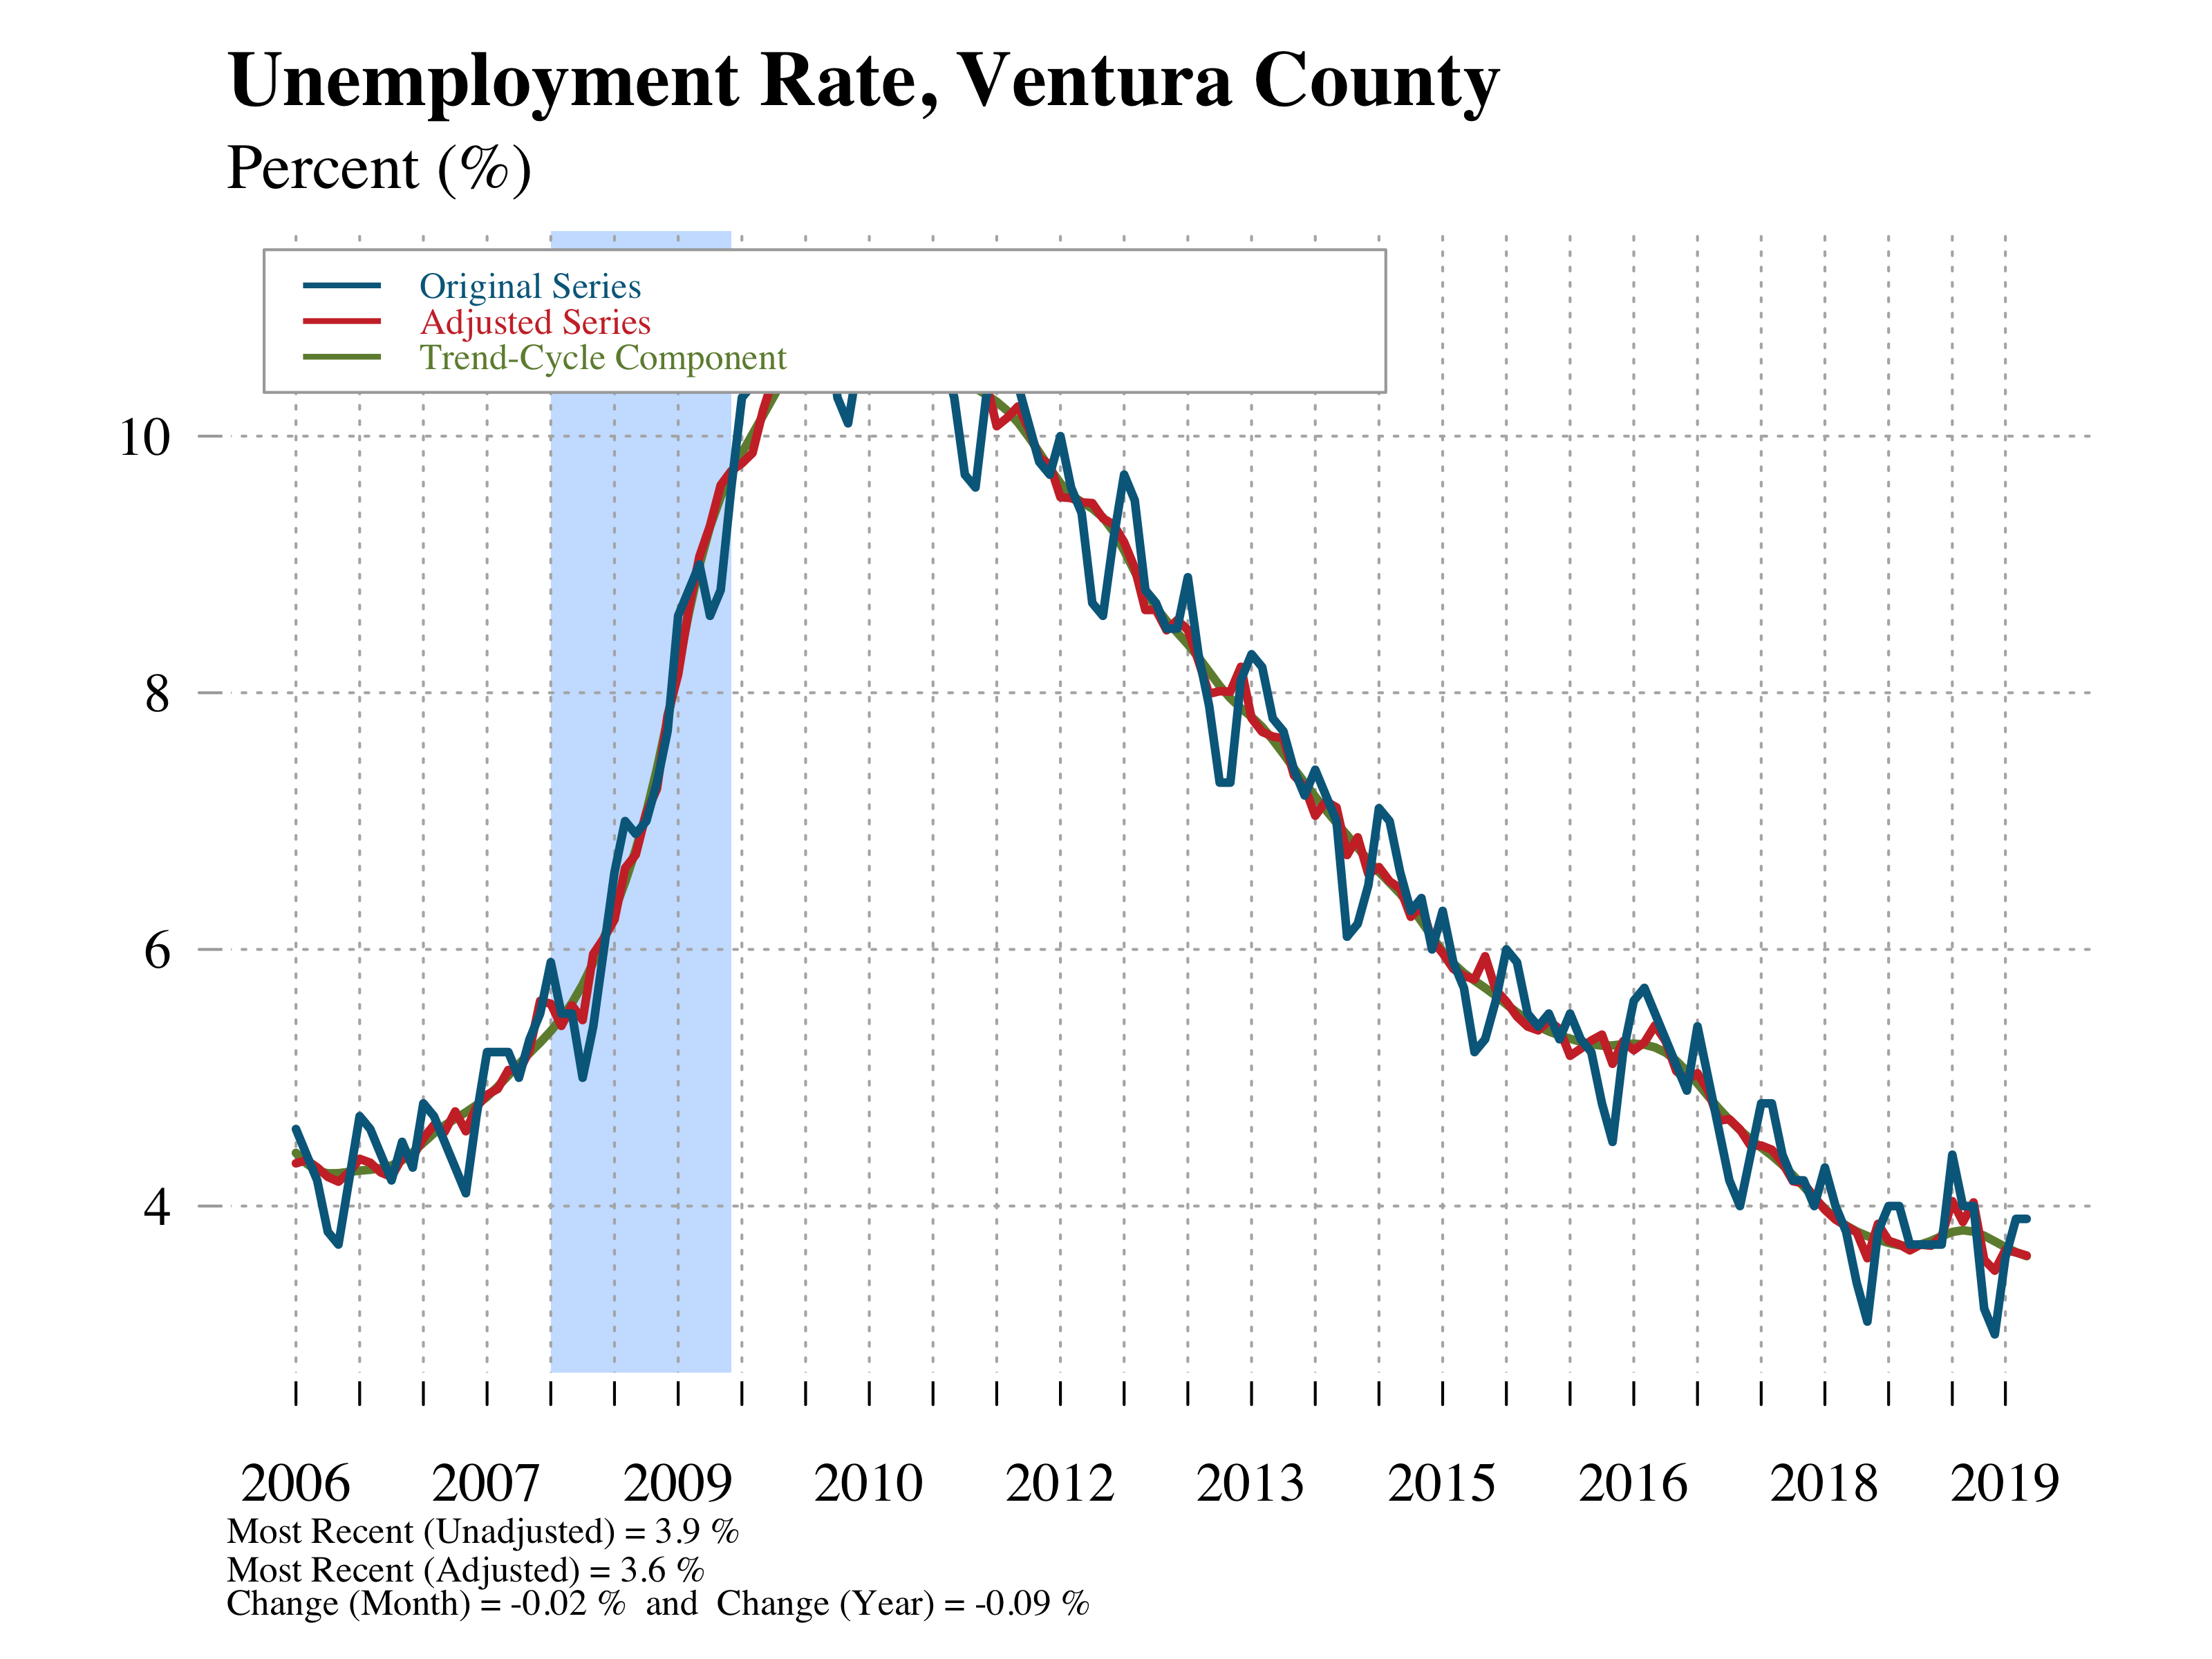 Unemployment Rate, Ventura County
Percent (%)
Original Series
Adjusted Series
Trend-Cycle Component
10
8
6
4
2006 2007 2009 2010 2012 2013 2015 2016 2018 2019
Most Recent (Unadjusted) = 3.9 %
Most Recent (Adjusted) = 3.6 %
Change (Month) = -0.02 % and Change (Year) = -0.09 %